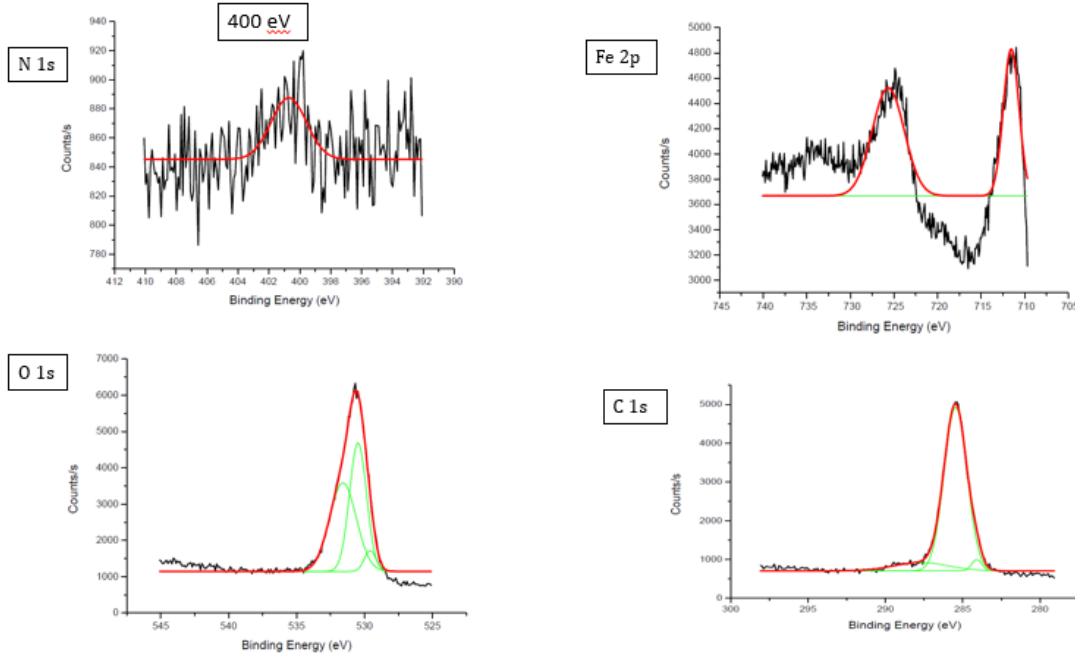 400 eV
N 1s
940
920
900
880
860
840
820
800
780
Counts/s
412 410 408 406 404 402 400 398 396 394 392 390
Binding Energy (eV)
Fe 2p
4800
4600
4400
4200
4000
3800
3600
3400
3200
3000
Counts/s
745 740 735 730 725 720 715 710 705
Binding Energy (eV)
O 1s
7000
6000
5000
4000
3000
2000
1000
0
Counts/s
545 540 535 530 525
Binding Energy (eV)
C 1s
5000
4000
3000
2000
1000
0
Counts/s
300 295 290 285 280
Binding Energy (eV)